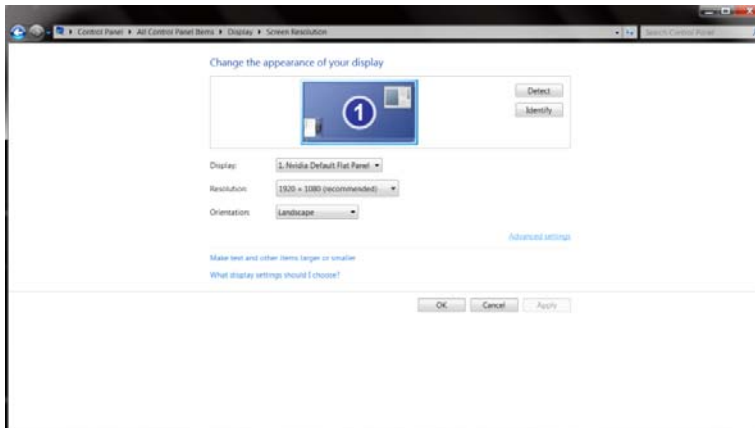 Control Panel ▸ All Control Panel Items ▸ Display ▸ Screen Resolution
Search Control Panel
Change the appearance of your display
1
Detect
Identify
Display:
1. Nvidia Default Flat Panel
Resolution:
1920 × 1080 (recommended)
Orientation:
Landscape
Advanced settings
Make text and other items larger or smaller
What display settings should I choose?
OK
Cancel
Apply